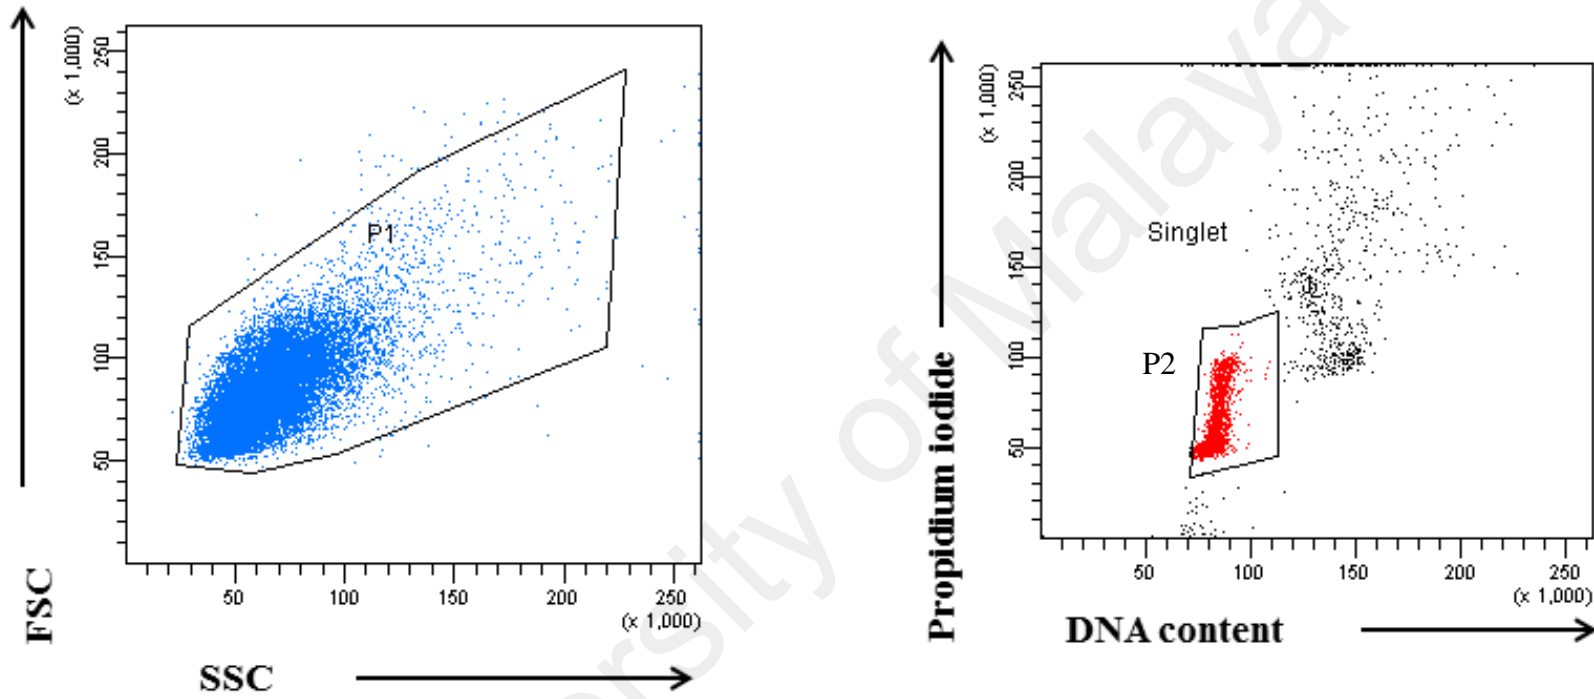 FSC
(x 1,000)
250
200
150
100
50
P1
50 100 150 200 250
(x 1,000)
SSC
Propidium iodide
(x 1,000)
250
200
150
100
50
Singlet
P2
50 100 150 200 250
(x 1,000)
DNA content
rsity of Malaya